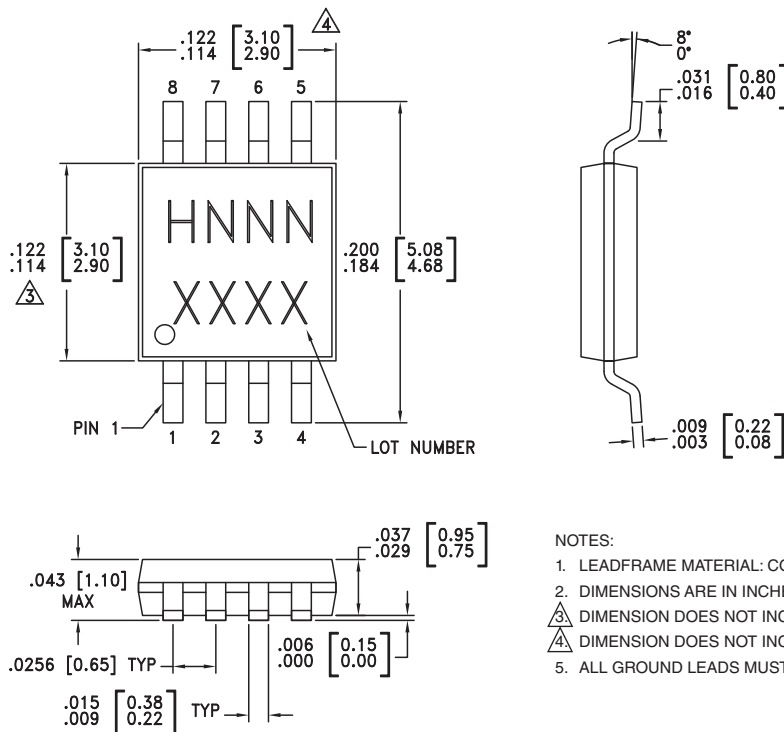 .122 [3.10]
.114 [2.90]
4
8 7 6 5
HNNN
XXXX
.122 [3.10]
.114 [2.90]
3
.200 [5.08]
.184 [4.68]
PIN 1
1 2 3 4
LOT NUMBER
8°
0°
.031 [0.80]
.016 [0.40]
.009 [0.22]
.003 [0.08]
.043 [1.10]
MAX
.037 [0.95]
.029 [0.75]
.0256 [0.65] TYP
.006 [0.15]
.000 [0.00]
.015 [0.38]
.009 [0.22]
TYP
NOTES:
1. LEADFRAME MATERIAL: CO
2. DIMENSIONS ARE IN INCH
3. DIMENSION DOES NOT INC
4. DIMENSION DOES NOT INC
5. ALL GROUND LEADS MUST